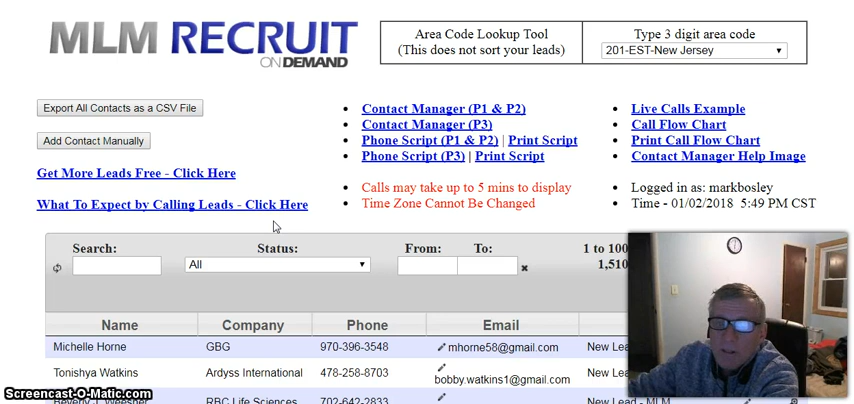 MLM RECRUIT
ON DEMAND
Area Code Lookup Tool
(This does not sort your leads)
Type 3 digit area code
201-EST-New Jersey
Export All Contacts as a CSV File
Add Contact Manually
Get More Leads Free - Click Here
What To Expect by Calling Leads - Click Here
Contact Manager (P1 & P2)
Contact Manager (P3)
Phone Script (P1 & P2) | Print Script
Phone Script (P3) | Print Script
Calls may take up to 5 mins to display
Time Zone Cannot Be Changed
Live Calls Example
Call Flow Chart
Print Call Flow Chart
Contact Manager Help Image
Logged in as: markbosley
Time - 01/02/2018 5:49 PM CST
Search:
Status:
All
From:
To:
1 to 100
1,510
Name Company Phone Email
Michelle Horne GBG 970-396-3548 mhorne58@gmail.com New Lead -
Tonishya Watkins Ardyss International 478-258-8703 bobby.watkins1@gmail.com New Lead -
Beverly J Weesner RBC Life Sciences 702-642-2833 New Lead - MLM
Screencast-O-Matic.com